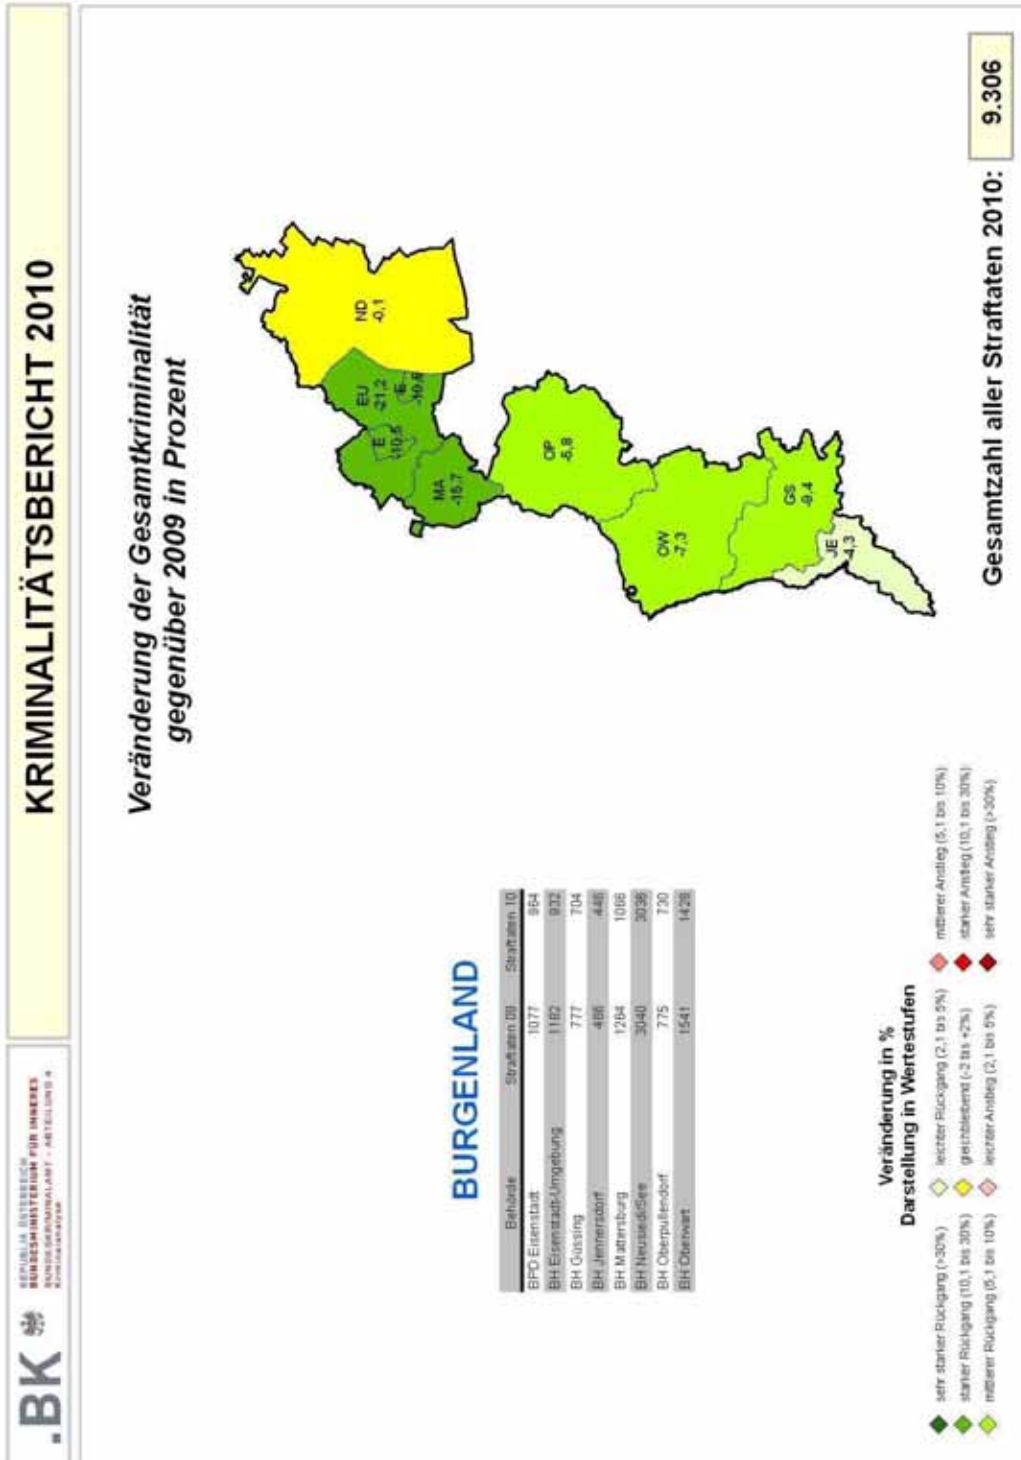 .BK
REPUBLIK ÖSTERREICH
BUNDESMINISTERIUM FÜR INNERES
BUNDESKRIMINALAMT - ABTEILUNG 4
Kriminalanalyse
KRIMINALITÄTSBERICHT 2010
Veränderung der Gesamtkriminalität
gegenüber 2009 in Prozent
BURGENLAND
Behörde Straftaten 09 Straftaten 10
BPD Eisenstadt 1077 964
BH Eisenstadt-Umgebung 1182 932
BH Güssing 777 704
BH Jennersdorf 466 446
BH Mattersburg 1264 1066
BH Neusiedl/See 3040 3036
BH Oberpullendorf 775 730
BH Oberwart 1541 1428
ND
-0,1
EU
-21,2
E
-10,5
E
MA
-15,7
OP
-5,8
OW
-7,3
GS
-9,4
JE
-4,3
Veränderung in %
Darstellung in Wertestufen
sehr starker Rückgang (>30%)
starker Rückgang (10,1 bis 30%)
mittlerer Rückgang (5,1 bis 10%)
leichter Rückgang (2,1 bis 5%)
gleichbleibend (-2 bis +2%)
leichter Anstieg (2,1 bis 5%)
mittlerer Anstieg (5,1 bis 10%)
starker Anstieg (10,1 bis 30%)
sehr starker Anstieg (>30%)
Gesamtzahl aller Straftaten 2010: 9.306